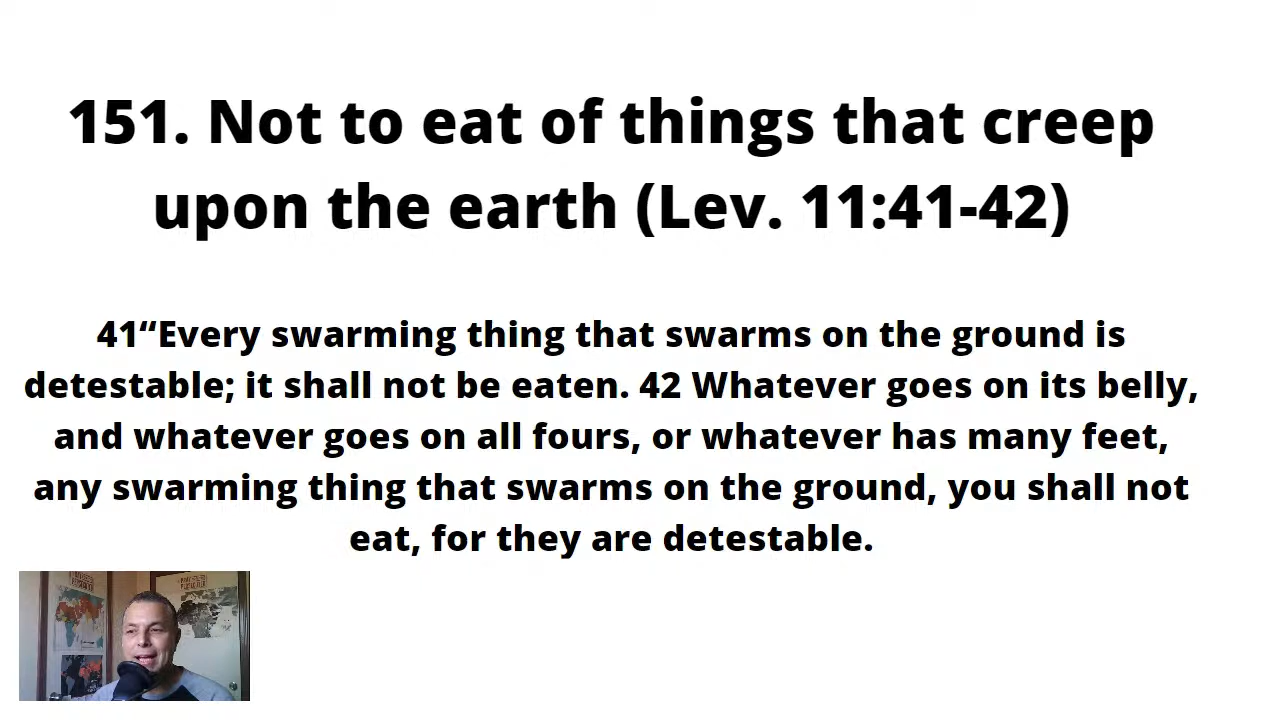 151. Not to eat of things that creep
upon the earth (Lev. 11:41-42)
41“Every swarming thing that swarms on the ground is
detestable; it shall not be eaten. 42 Whatever goes on its belly,
and whatever goes on all fours, or whatever has many feet,
any swarming thing that swarms on the ground, you shall not
eat, for they are detestable.